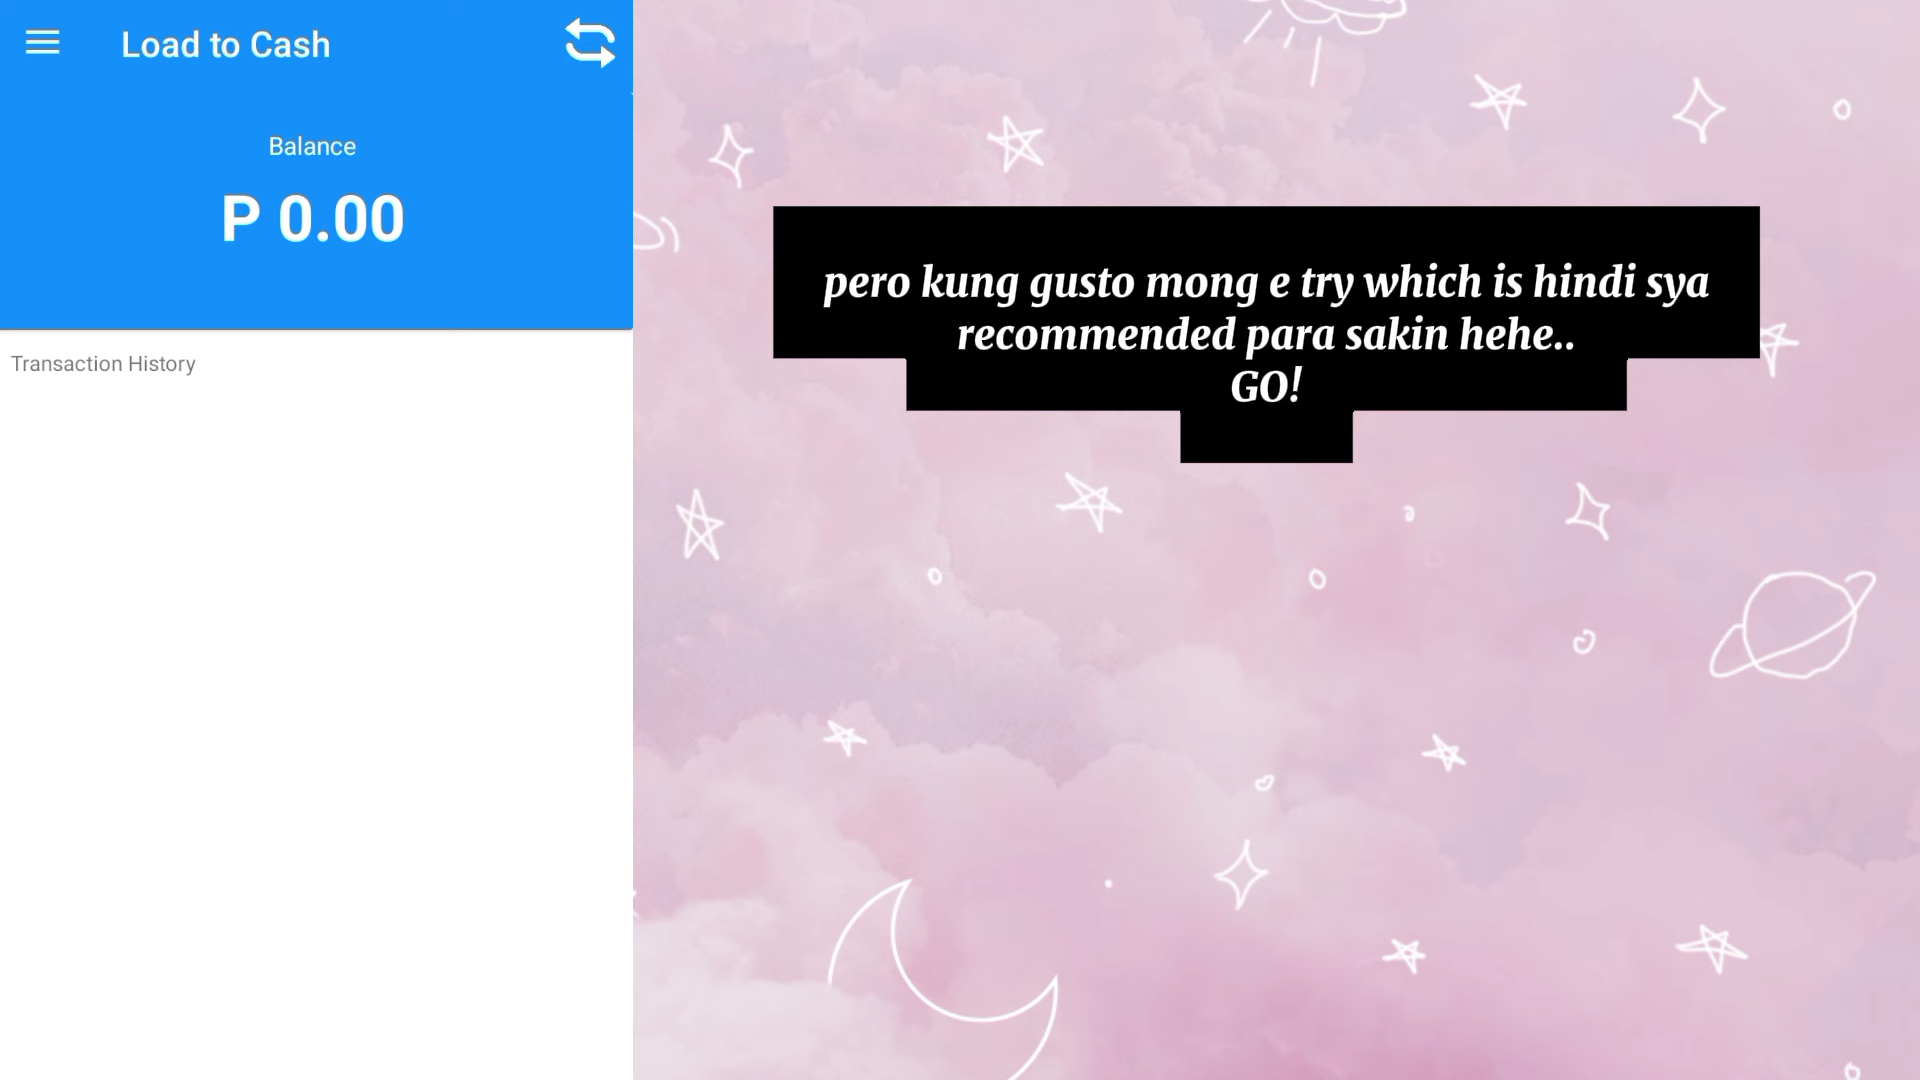 Load to Cash
Balance
P 0.00
Transaction History
pero kung gusto mong e try which is hindi sya
recommended para sakin hehe..
GO!